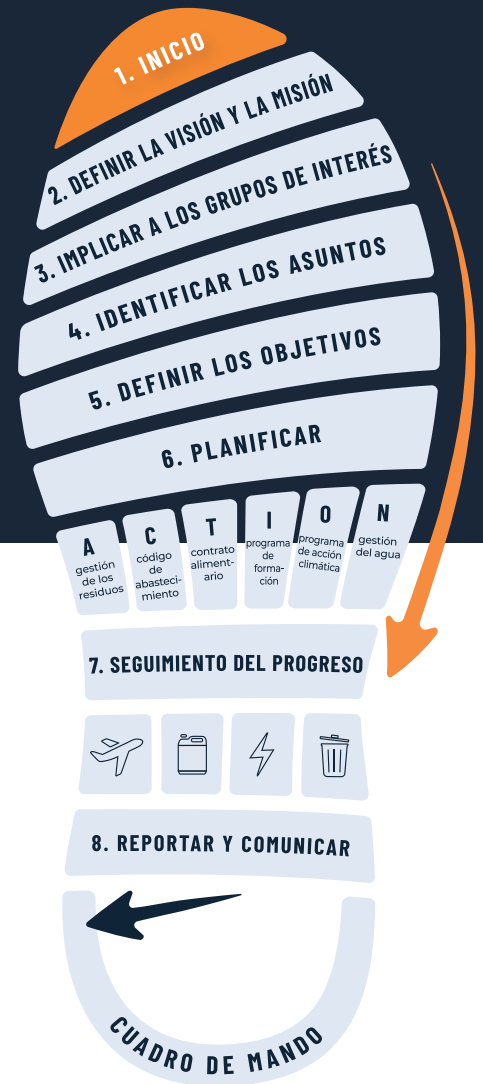 1. INICIO
2. DEFINIR LA VISIÓN Y LA MISIÓN
3. IMPLICAR A LOS GRUPOS DE INTERÉS
4. IDENTIFICAR LOS ASUNTOS
5. DEFINIR LOS OBJETIVOS
6. PLANIFICAR
A
gestión
de los
residuos
C
código
de
abasteci-
miento
T
contrato
aliment-
ario
I
programa
de
forma-
ción
O
programa
de acción
climática
N
gestión
del agua
7. SEGUIMIENTO DEL PROGRESO
8. REPORTAR Y COMUNICAR
CUADRO DE MANDO